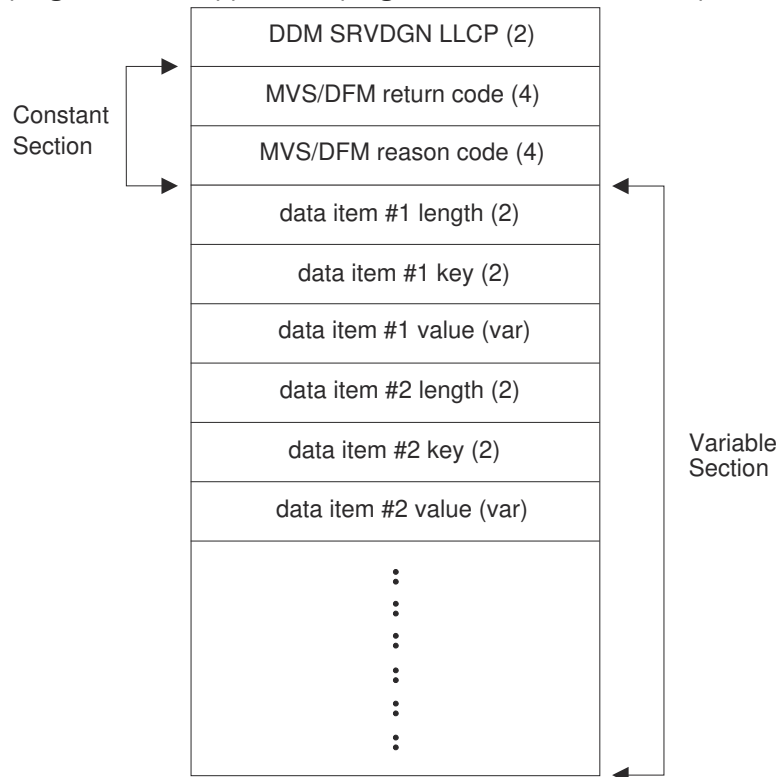 DDM SRVDGN LLCP (2)
Constant
Section
MVS/DFM return code (4)
MVS/DFM reason code (4)
data item #1 length (2)
data item #1 key (2)
data item #1 value (var)
data item #2 length (2)
data item #2 key (2)
data item #2 value (var)
Variable
Section